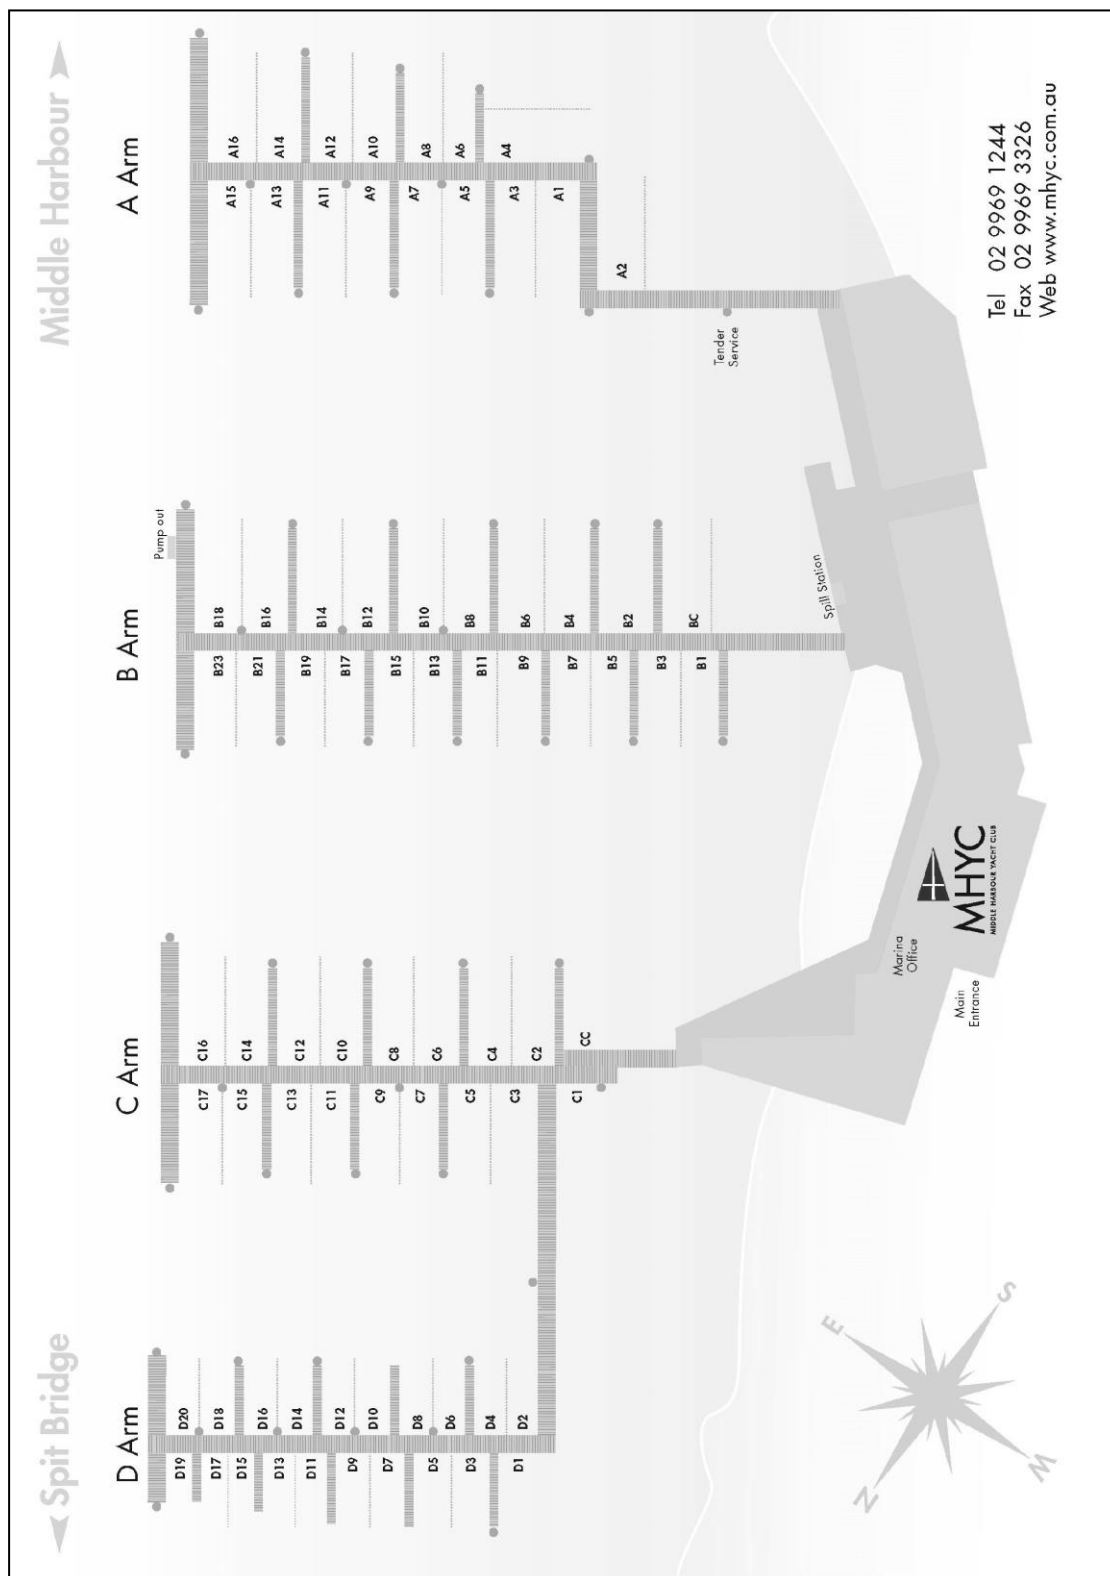 Spit Bridge
Middle Harbour
D Arm
C Arm
B Arm
A Arm
D19
D20
D17
D18
D15
D16
D13
D14
D11
D12
D9
D10
D7
D8
D5
D6
D3
D4
D1
D2
C17
C16
C15
C14
C13
C12
C11
C10
C9
C8
C7
C6
C5
C4
C3
C2
C1
CC
Pump out
B23
B18
B21
B16
B19
B14
B17
B12
B15
B10
B13
B8
B11
B6
B9
B4
B7
B2
B5
BC
B3
B1
A15
A16
A13
A14
A11
A12
A9
A10
A7
A8
A5
A6
A3
A4
A1
A2
Tender
Service
Spill Station
Marina
Office
Main
Entrance
MHYC
MIDDLE HARBOUR YACHT CLUB
N
E
S
W
Tel 02 9969 1244
Fax 02 9969 3326
Web www.mhyc.com.au